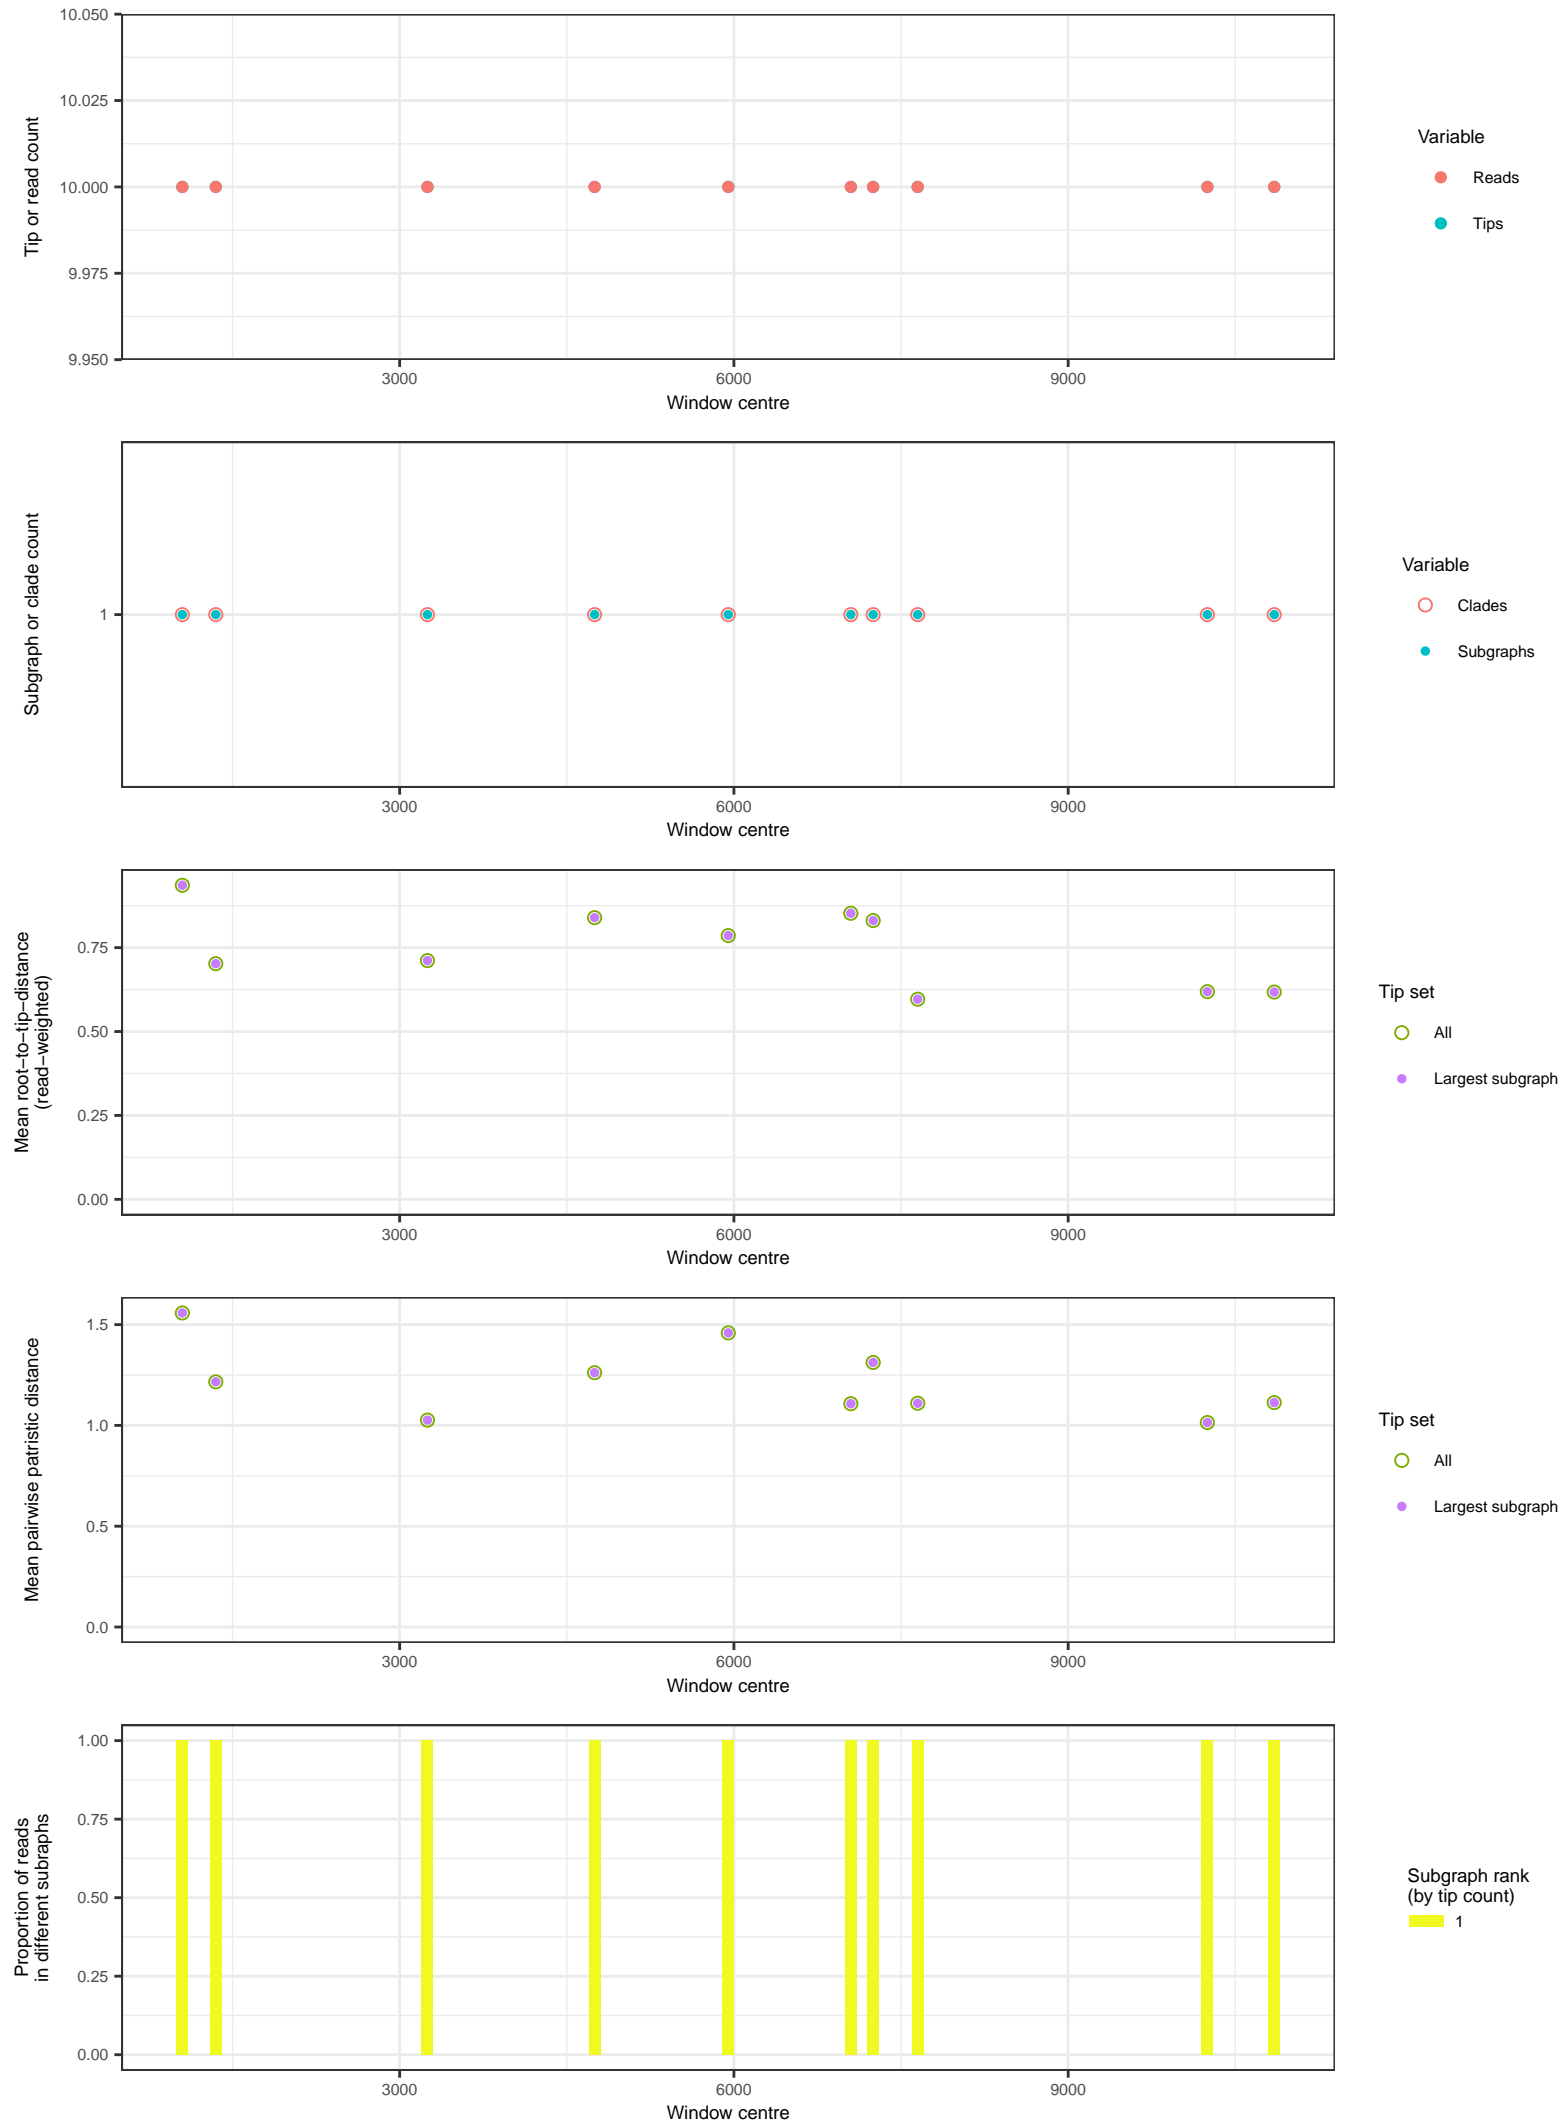 10.050
10.025
10.000
9.975
9.950
Tip or read count
3000
6000
9000
Window centre
Variable
Reads
Tips
1
Subgraph or clade count
3000
6000
9000
Window centre
Variable
Clades
Subgraphs
0.75
0.50
0.25
0.00
Mean root−to−tip−distance
(read−weighted)
3000
6000
9000
Window centre
Tip set
All
Largest subgraph
1.5
1.0
0.5
0.0
Mean pairwise patristic distance
3000
6000
9000
Window centre
Tip set
All
Largest subgraph
1.00
0.75
0.50
0.25
0.00
Proportion of reads
in different subraphs
3000
6000
9000
Window centre
Subgraph rank
(by tip count)
1